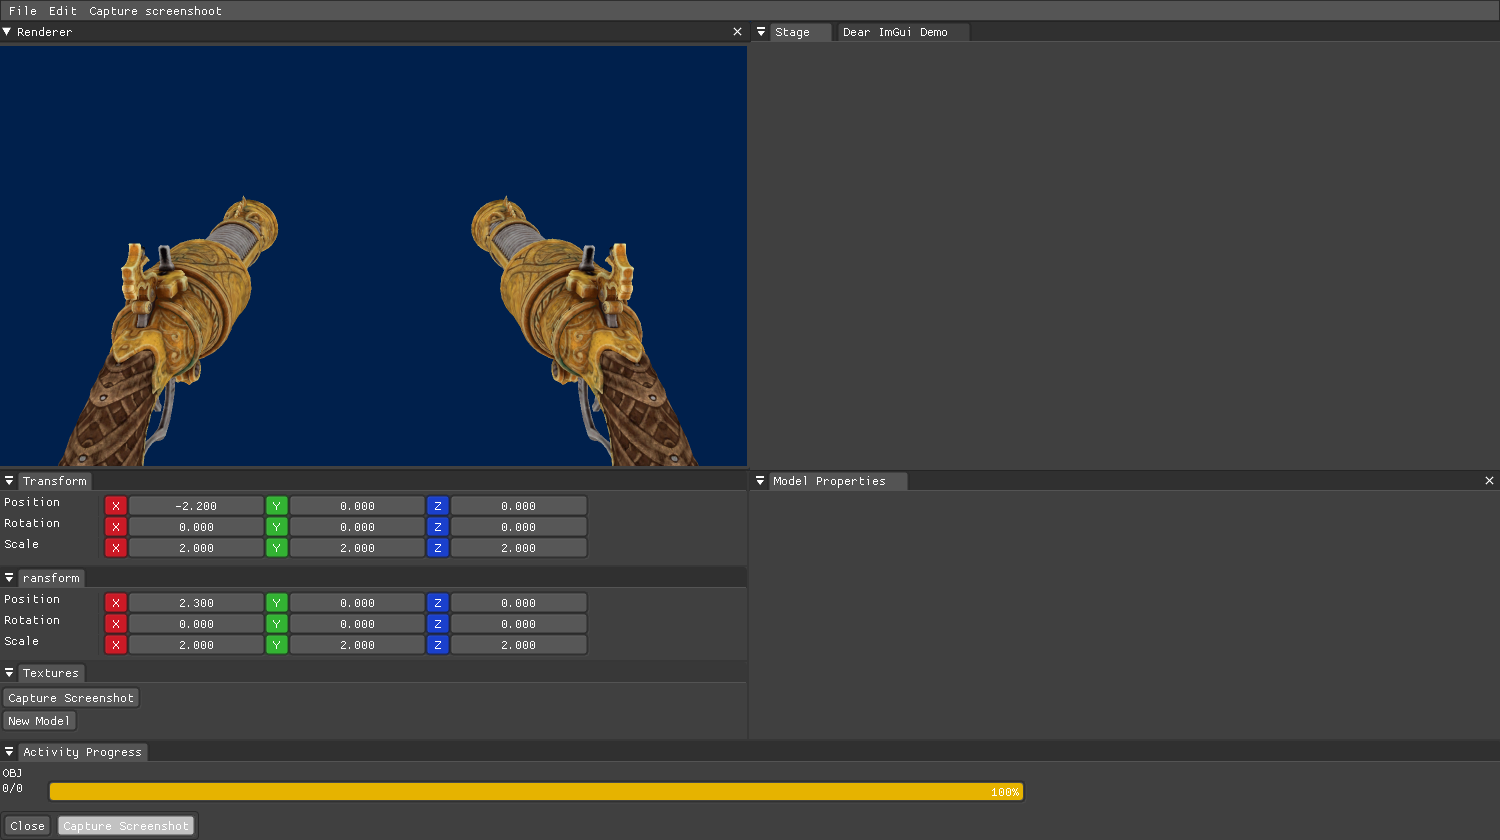 File Edit Capture screenshoot
Renderer
Stage Dear ImGui Demo
Transform
Position X -2.200 Y 0.000 Z 0.000
Rotation X 0.000 Y 0.000 Z 0.000
Scale X 2.000 Y 2.000 Z 2.000
ransform
Position X 2.300 Y 0.000 Z 0.000
Rotation X 0.000 Y 0.000 Z 0.000
Scale X 2.000 Y 2.000 Z 2.000
Textures
Capture Screenshot
New Model
Model Properties
Activity Progress
OBJ
0/0 100%
Close Capture Screenshot